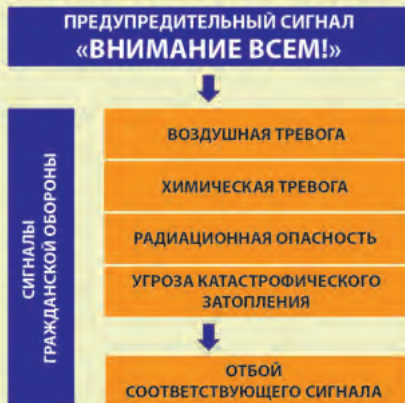 ПРЕДУПРЕДИТЕЛЬНЫЙ СИГНАЛ
«ВНИМАНИЕ ВСЕМ!»
СИГНАЛЫ
ГРАЖДАНСКОЙ ОБОРОНЫ
ВОЗДУШНАЯ ТРЕВОГА
ХИМИЧЕСКАЯ ТРЕВОГА
РАДИАЦИОННАЯ ОПАСНОСТЬ
УГРОЗА КАТАСТРОФИЧЕСКОГО
ЗАТОПЛЕНИЯ
ОТБОЙ
СООТВЕТСТВУЮЩЕГО СИГНАЛА